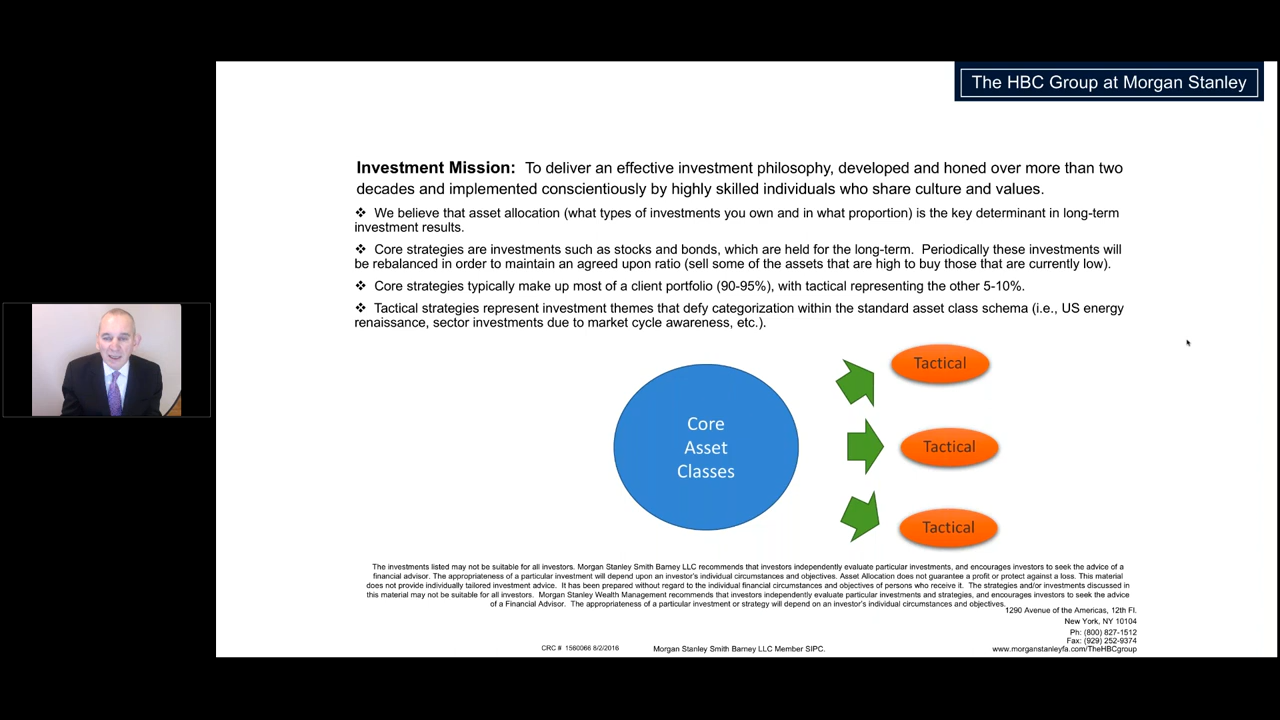 The HBC Group at Morgan Stanley
Investment Mission: To deliver an effective investment philosophy, developed and honed over more than two
decades and implemented conscientiously by highly skilled individuals who share culture and values.
❖ We believe that asset allocation (what types of investments you own and in what proportion) is the key determinant in long-term
investment results.
❖ Core strategies are investments such as stocks and bonds, which are held for the long-term. Periodically these investments will
be rebalanced in order to maintain an agreed upon ratio (sell some of the assets that are high to buy those that are currently low).
❖ Core strategies typically make up most of a client portfolio (90-95%), with tactical representing the other 5-10%.
❖ Tactical strategies represent investment themes that defy categorization within the standard asset class schema (i.e., US energy
renaissance, sector investments due to market cycle awareness, etc.).
Core
Asset
Classes
Tactical
Tactical
Tactical
The investments listed may not be suitable for all investors. Morgan Stanley Smith Barney LLC recommends that investors independently evaluate particular investments, and encourages investors to seek the advice of a
financial advisor. The appropriateness of a particular investment will depend upon an investor's individual circumstances and objectives. Asset Allocation does not guarantee a profit or protect against a loss. This material
does not provide individually tailored investment advice. It has been prepared without regard to the individual financial circumstances and objectives of persons who receive it. The strategies and/or investments discussed in
this material may not be suitable for all investors. Morgan Stanley Wealth Management recommends that investors independently evaluate particular investments and strategies, and encourages investors to seek the advice
of a Financial Advisor. The appropriateness of a particular investment or strategy will depend on an investor's individual circumstances and objectives.
1290 Avenue of the Americas, 12th Fl.
New York, NY 10104
Ph: (800) 827-1512
Fax: (929) 252-9374
www.morganstanleyfa.com/TheHBCgroup
CRC # 1560066 8/2/2016
Morgan Stanley Smith Barney LLC Member SIPC.